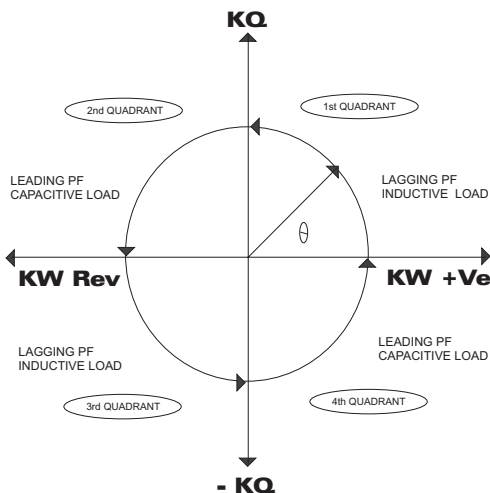 KQ
2nd QUADRANT
1st QUADRANT
LEADING PF
CAPACITIVE LOAD
LAGGING PF
INDUCTIVE LOAD
θ
KW Rev
KW +Ve
LAGGING PF
INDUCTIVE LOAD
LEADING PF
CAPACITIVE LOAD
3rd QUADRANT
4th QUADRANT
- KQ